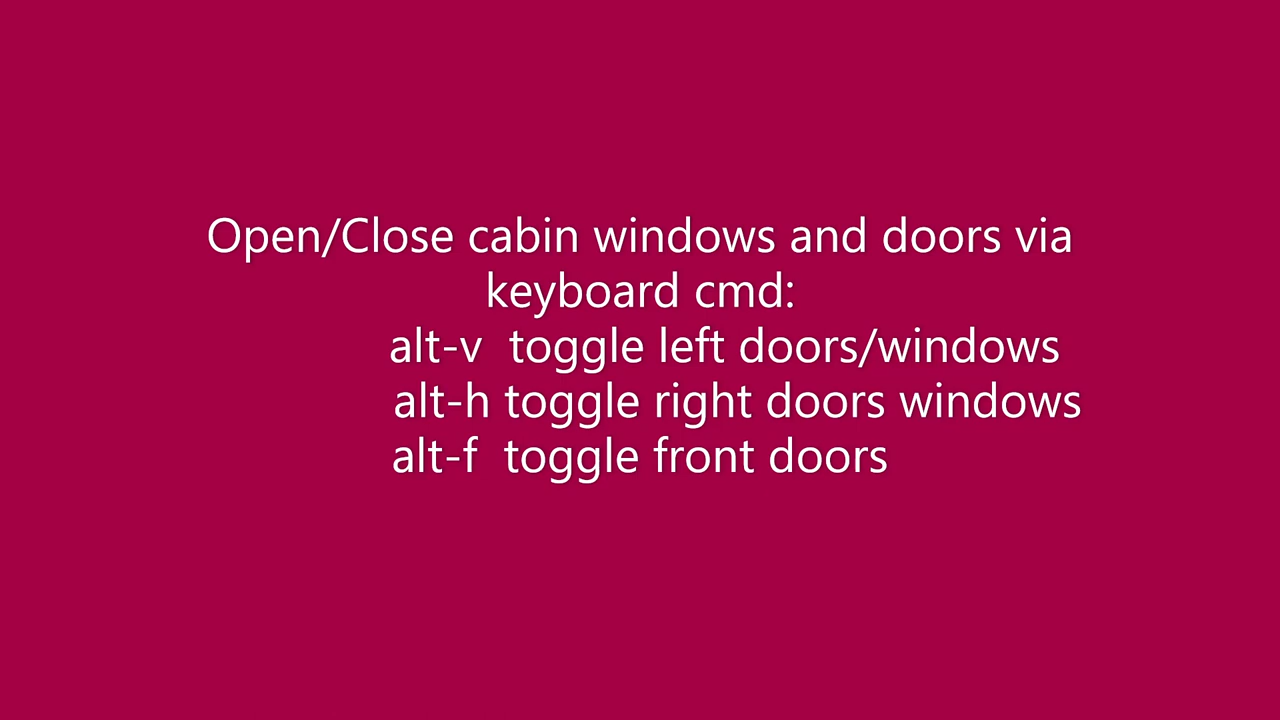 Open/Close cabin windows and doors via
keyboard cmd:
alt-v  toggle left doors/windows
alt-h toggle right doors windows
alt-f  toggle front doors